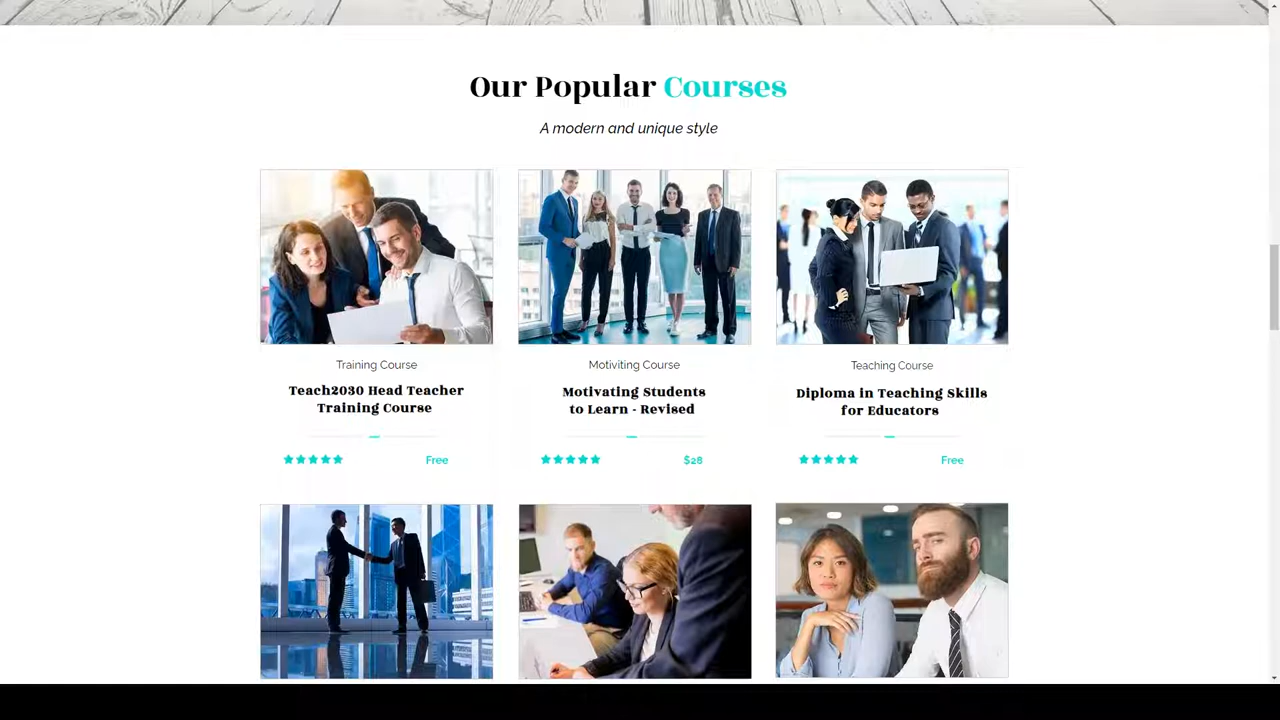 Our Popular Courses
A modern and unique style
Training Course
Teach2030 Head Teacher
Training Course
Free
Motiviting Course
Motivating Students
to Learn - Revised
$28
Teaching Course
Diploma in Teaching Skills
for Educators
Free